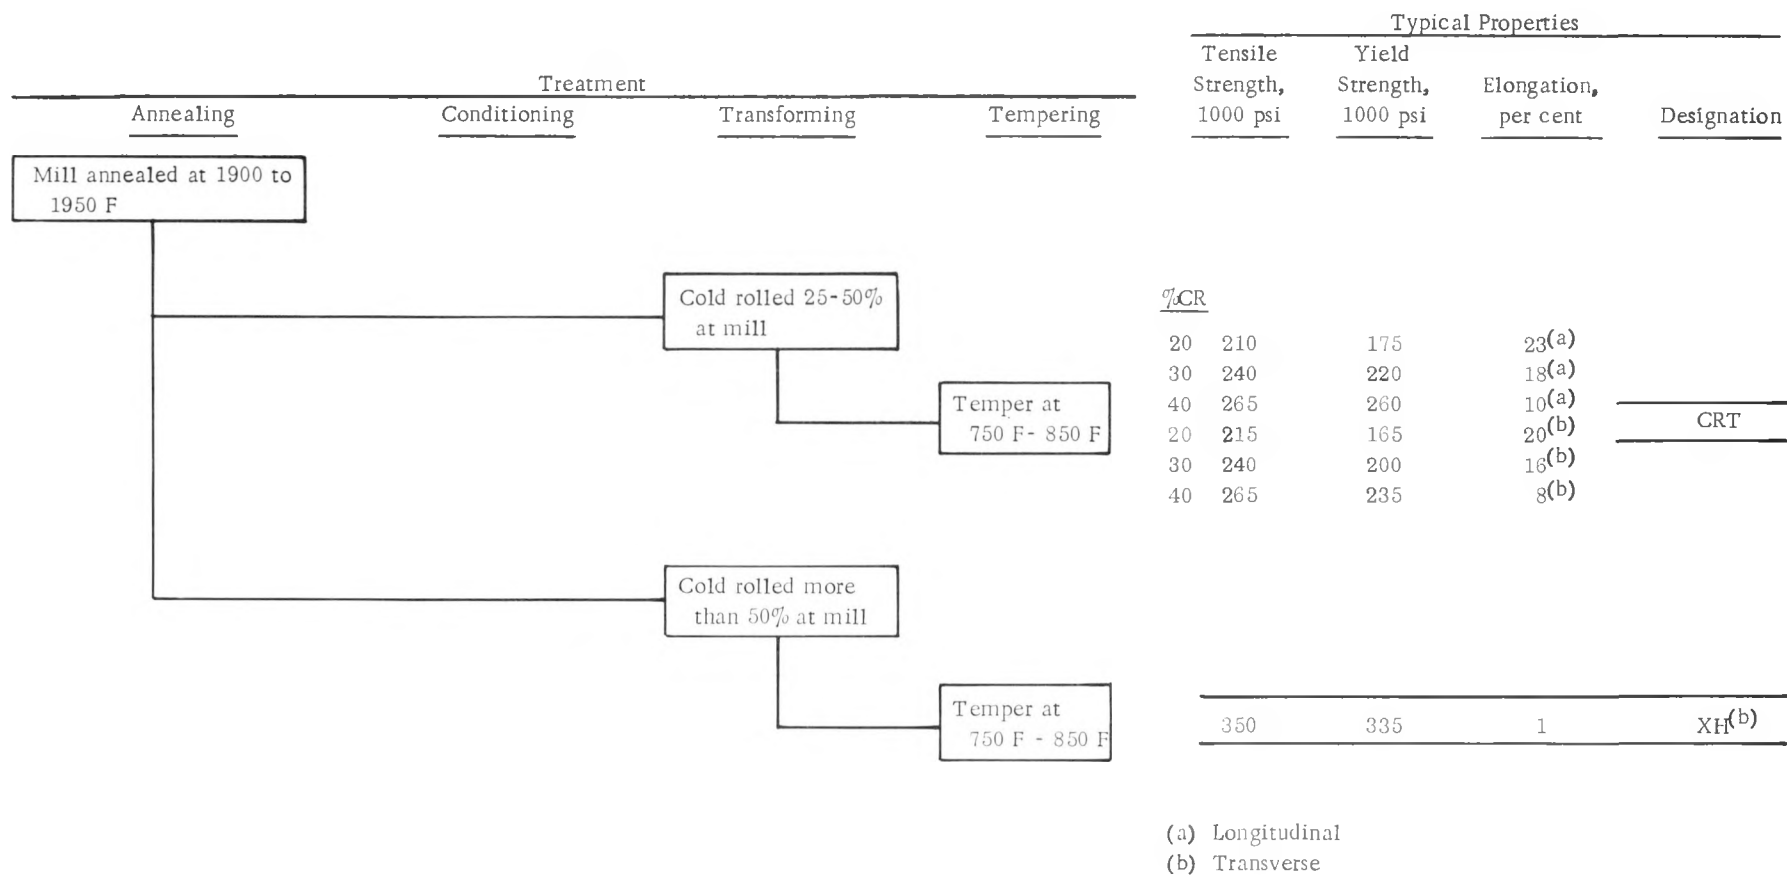 Typical Properties
Treatment
Tensile Strength, 1000 psi
Yield Strength, 1000 psi
Elongation, per cent
Designation
Annealing Conditioning Transforming Tempering
Mill annealed at 1900 to
1950 F
Cold rolled 25-50%
at mill
Temper at
750 F- 850 F
%CR
20 210 175 23(a)
30 240 220 18(a)
40 265 260 10(a)
20 215 165 20(b)
30 240 200 16(b)
40 265 235 8(b)
CRT
Cold rolled more
than 50% at mill
Temper at
750 F - 850 F
350 335 1 XH(b)
(a) Longitudinal
(b) Transverse